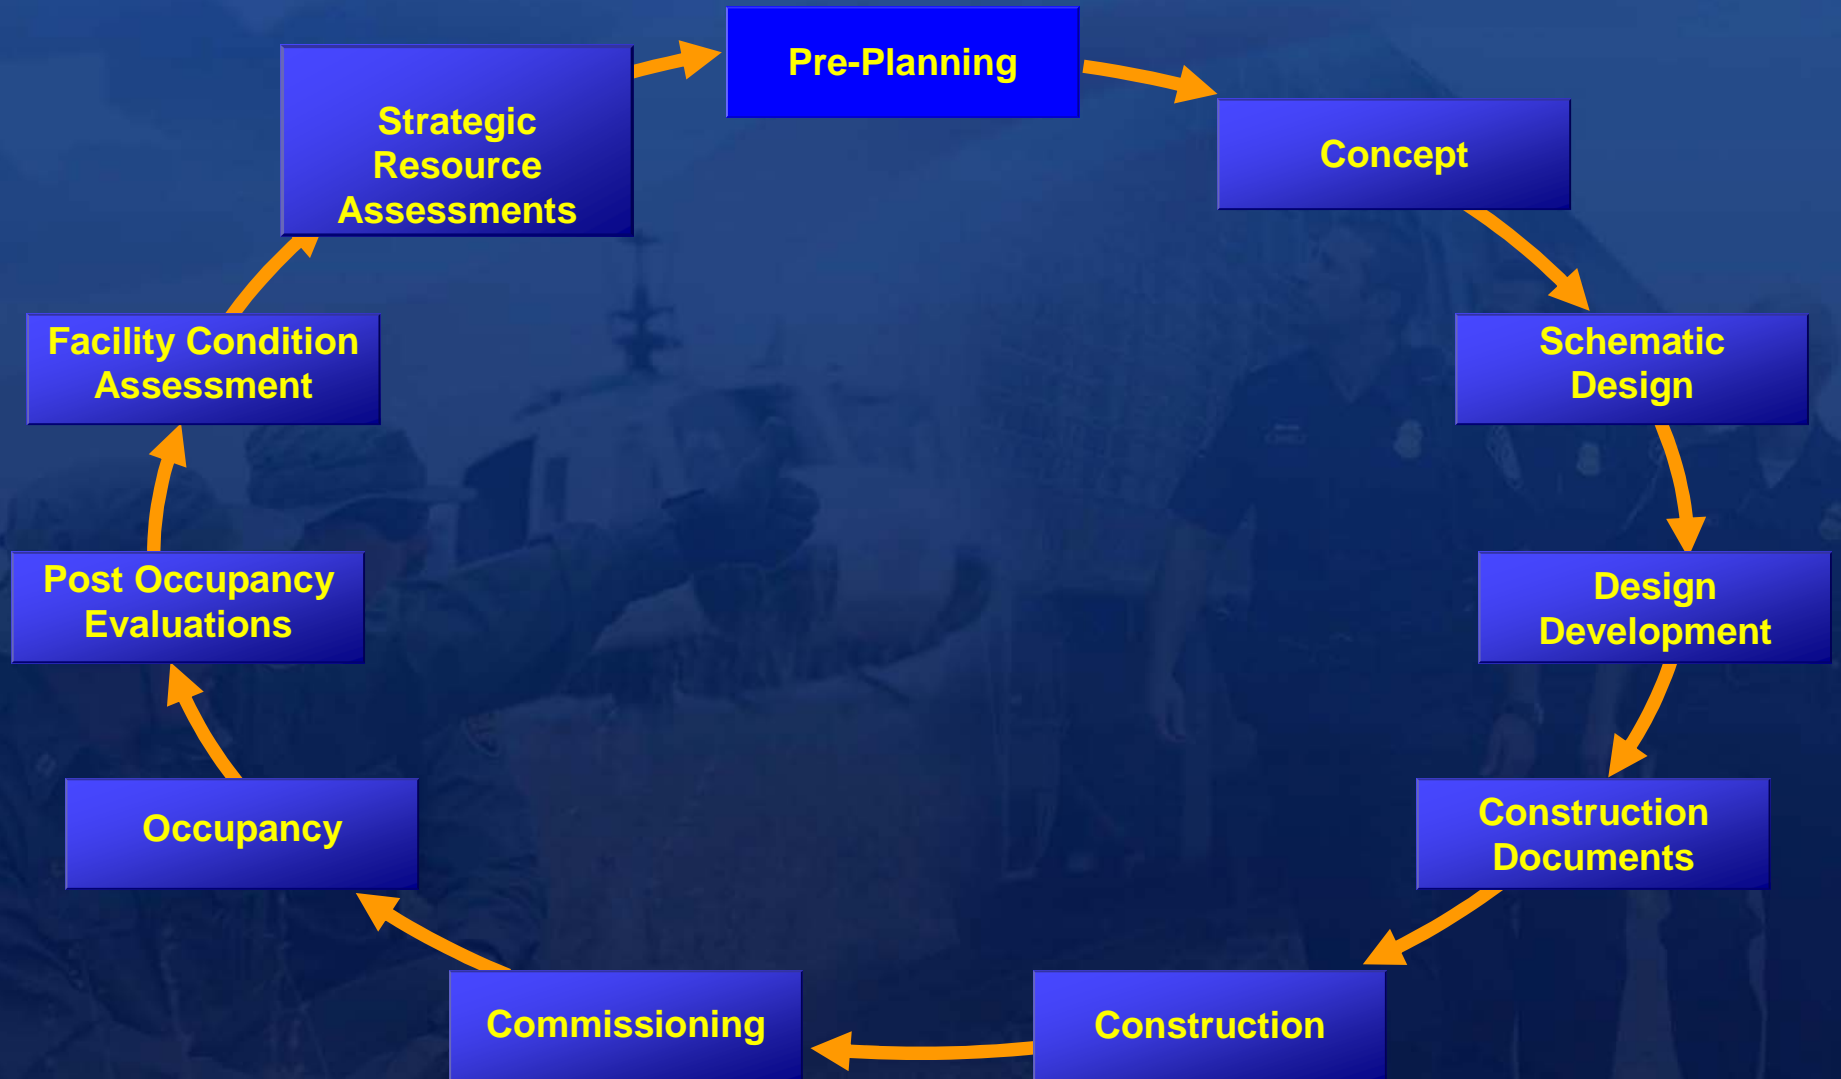 Pre-Planning
Concept
Schematic
Design
Design
Development
Construction
Documents
Construction
Commissioning
Occupancy
Post Occupancy
Evaluations
Facility Condition
Assessment
Strategic
Resource
Assessments